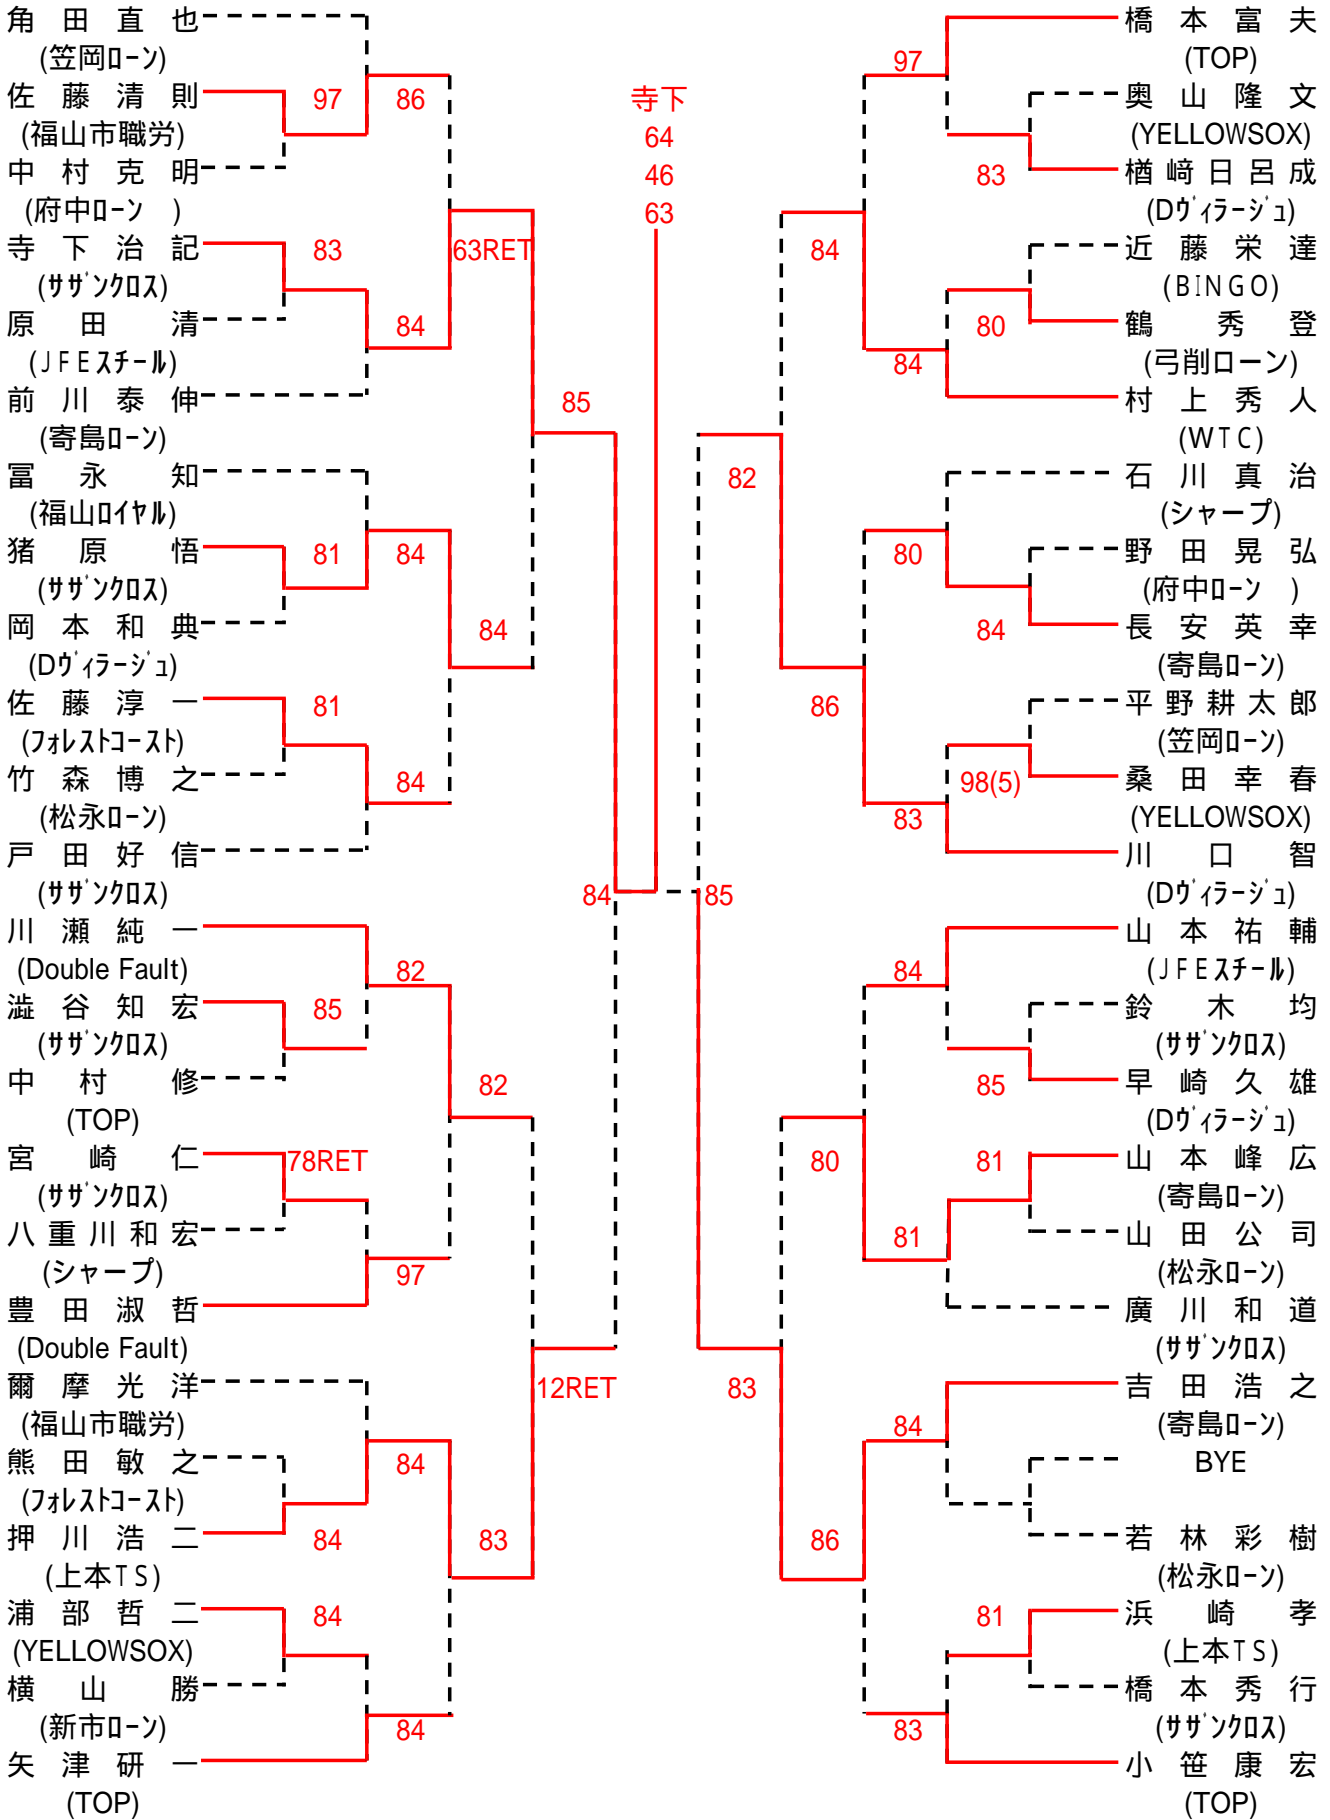 角田直也
(笠岡ﾛｰﾝ)
佐藤清則
97
86
(福山市職労)
中村克明
(府中ﾛｰﾝ )
寺下治記
83
63RET
(ｻｻﾞﾝｸﾛｽ)
原田清
84
(JFEｽﾁｰﾙ)
前川泰伸
85
(寄島ﾛｰﾝ)
冨永知
(福山ﾛｲﾔﾙ)
猪原悟
81
84
(ｻｻﾞﾝｸﾛｽ)
岡本和典
84
(Dｳﾞｨﾗｰｼﾞｭ)
佐藤淳一
81
(ﾌｫﾚｽﾄｺｰｽﾄ)
竹森博之
84
(松永ﾛｰﾝ)
戸田好信
(ｻｻﾞﾝｸﾛｽ)
84
川瀬純一
(Double Fault)
82
澁谷知宏
85
(ｻｻﾞﾝｸﾛｽ)
中村修
82
(TOP)
宮崎仁
78RET
(ｻｻﾞﾝｸﾛｽ)
八重川和宏
(シャープ)
97
豊田淑哲
(Double Fault)
爾摩光洋
12RET
(福山市職労)
熊田敏之
84
(ﾌｫﾚｽﾄｺｰｽﾄ)
押川浩二
84
83
(上本TS)
浦部哲二
84
(YELLOWSOX)
横山勝
(新市ﾛｰﾝ)
84
矢津研一
(TOP)
寺下
64
46
63
橋本富夫
97
(TOP)
奥山隆文
(YELLOWSOX)
83
楢﨑日呂成
(Dｳﾞｨﾗｰｼﾞｭ)
84
近藤栄達
(BINGO)
80
鶴秀登
84
(弓削ローン)
村上秀人
(WTC)
82
石川真治
(シャープ)
80
野田晃弘
(府中ﾛｰﾝ )
84
長安英幸
(寄島ﾛｰﾝ)
86
平野耕太郎
(笠岡ﾛｰﾝ)
98(5)
桑田幸春
83
(YELLOWSOX)
川口智
(Dｳﾞｨﾗｰｼﾞｭ)
85
山本祐輔
84
(JFEｽﾁｰﾙ)
鈴木均
(ｻｻﾞﾝｸﾛｽ)
85
早崎久雄
(Dｳﾞｨﾗｰｼﾞｭ)
80
81
山本峰広
(寄島ﾛｰﾝ)
81
山田公司
(松永ﾛｰﾝ)
廣川和道
(ｻｻﾞﾝｸﾛｽ)
83
吉田浩之
84
(寄島ﾛｰﾝ)
BYE
86
若林彩樹
(松永ﾛｰﾝ)
81
浜崎孝
(上本TS)
橋本秀行
83
(ｻｻﾞﾝｸﾛｽ)
小笹康宏
(TOP)